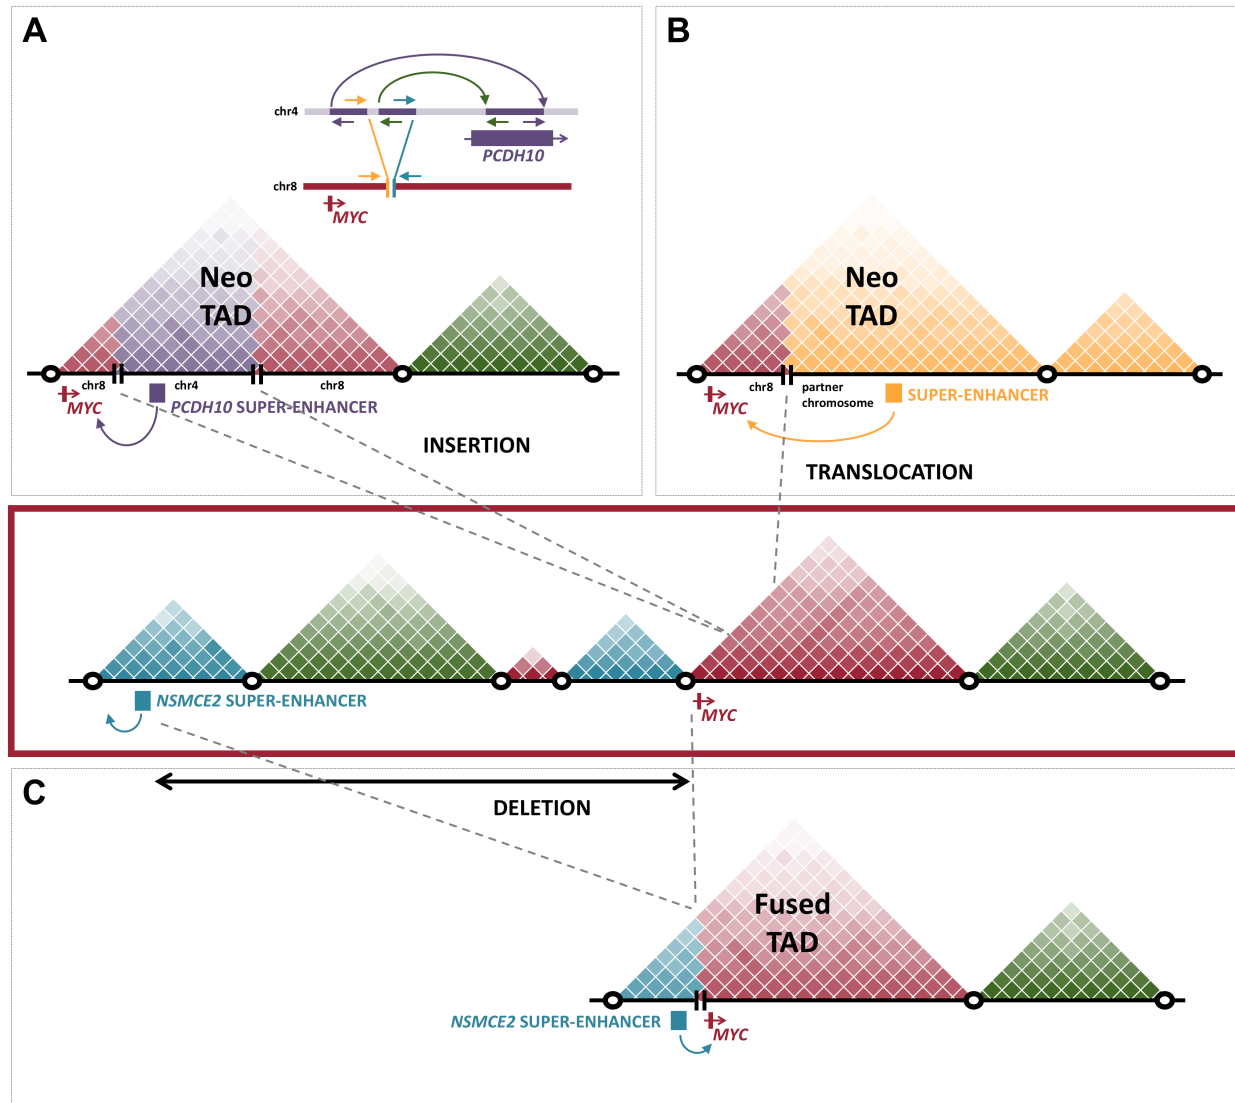 A
chr4
PCDH10
chr8
MYC
Neo
TAD
chr8
chr4
chr8
MYC
PCDH10 SUPER-ENHANCER
INSERTION
B
Neo
TAD
chr8
partner
chromosome
MYC
SUPER-ENHANCER
TRANSLOCATION
NSMCE2 SUPER-ENHANCER
MYC
C
DELETION
Fused
TAD
NSMCE2 SUPER-ENHANCER
MYC